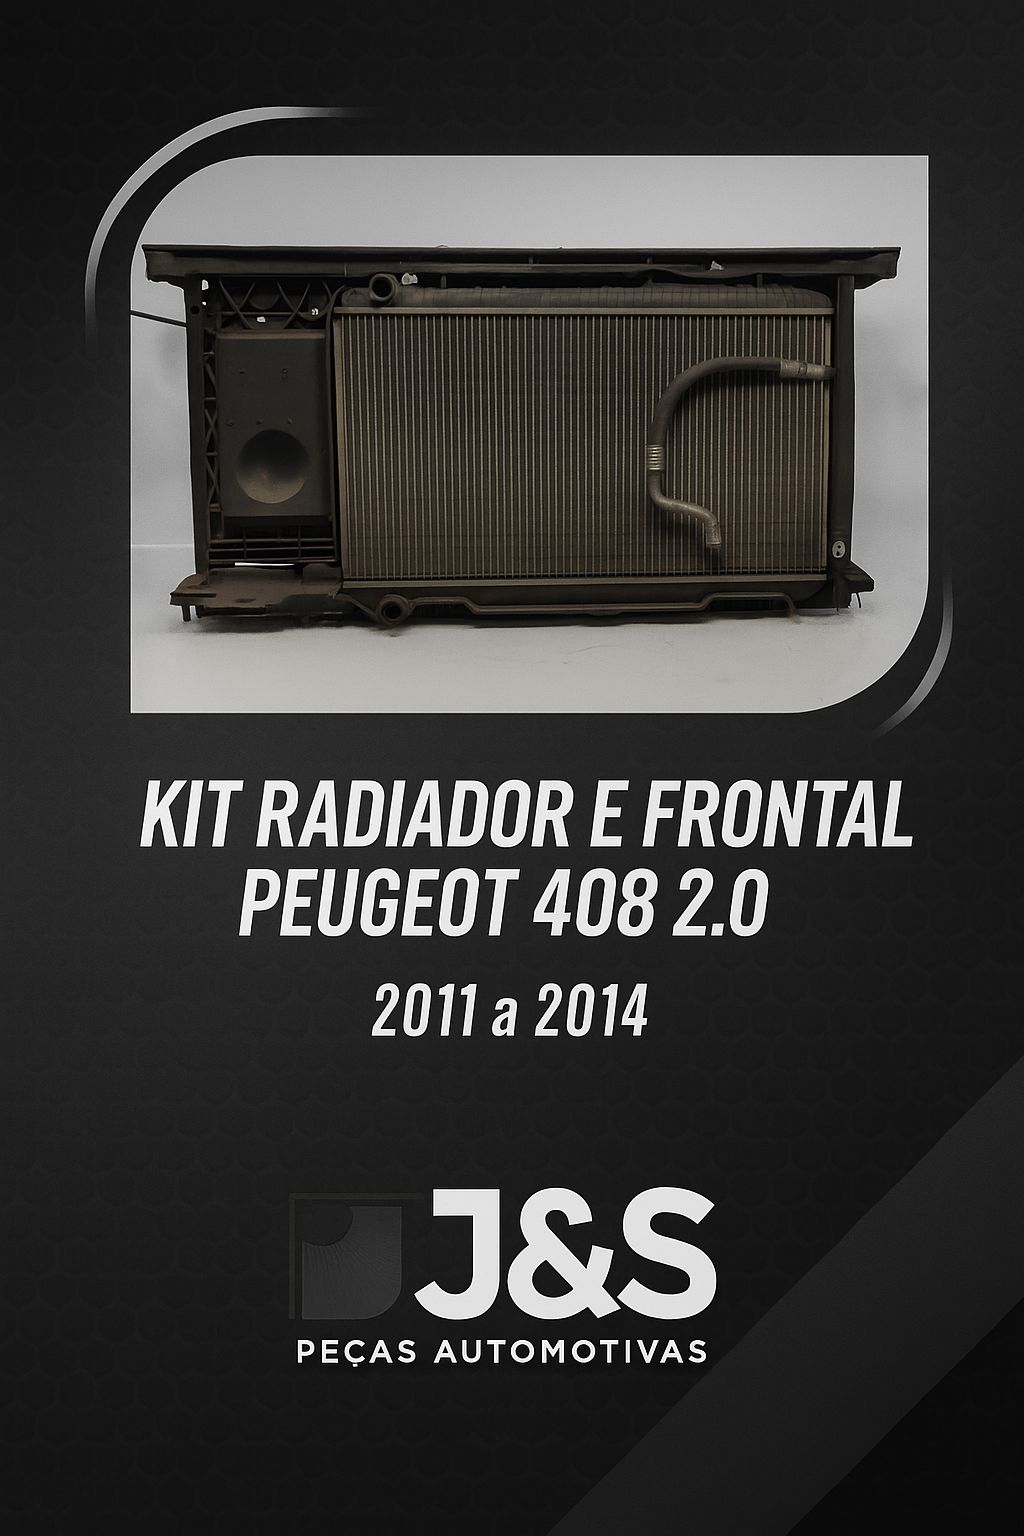 KIT RADIADOR E FRONTAL
PEUGEOT 408 2.0
2011 a 2014
J&S
PEÇAS AUTOMOTIVAS